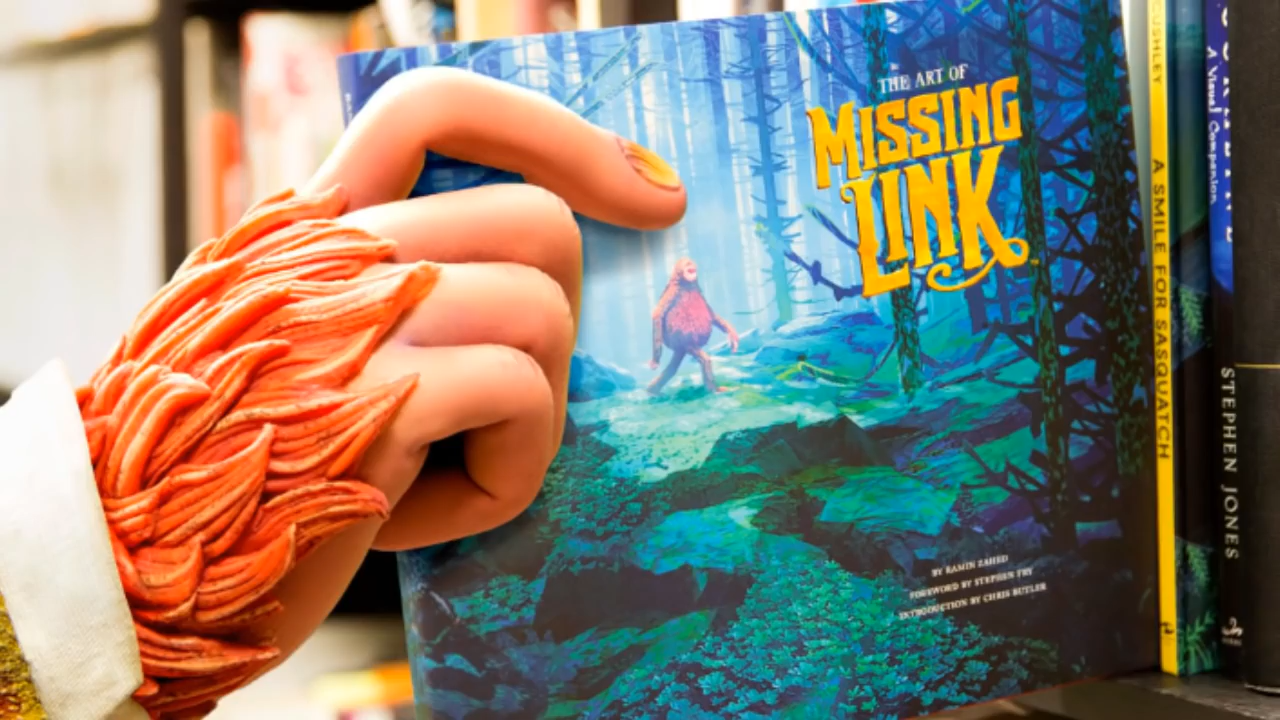 THE ART OF
MISSING
LINK
BY RAMIN ZAHED
FOREWORD BY STEPHEN FRY
INTRODUCTION BY CHRIS BUTLER
A SMILE FOR SASQUATCH
A Visual Companion
STEPHEN JONES